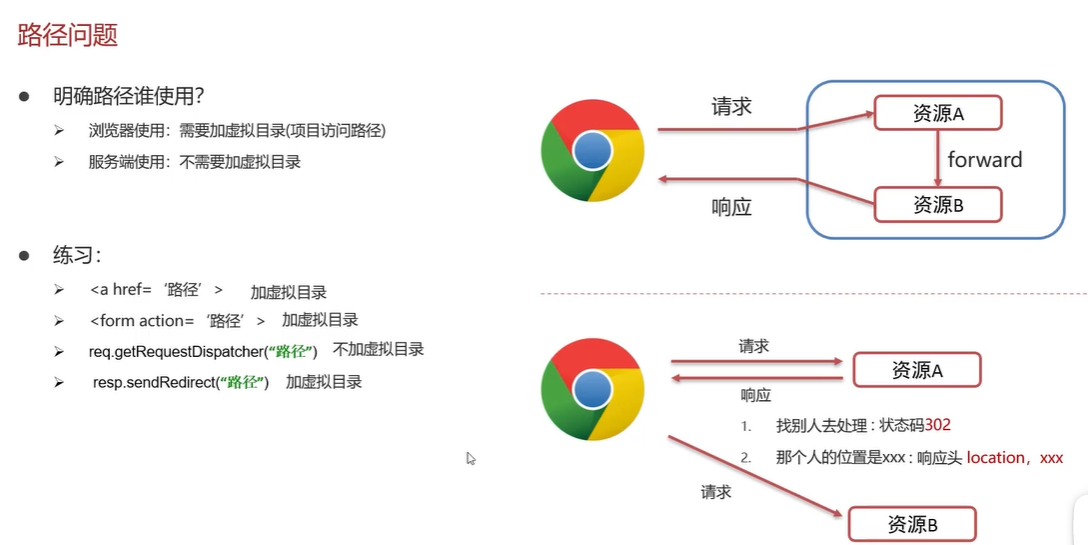 路径问题
明确路径谁使用?
浏览器使用：需要加虚拟目录(项目访问路径)
服务端使用：不需要加虚拟目录
练习：
<a href=‘路径’> 加虚拟目录
<form action=‘路径’> 加虚拟目录
req.getRequestDispatcher(“路径”) 不加虚拟目录
resp.sendRedirect(“路径”) 加虚拟目录
请求
资源A
forward
响应
资源B
请求
资源A
响应
1. 找别人去处理：状态码302
2. 那个人的位置是xxx：响应头 location，xxx
请求
资源B